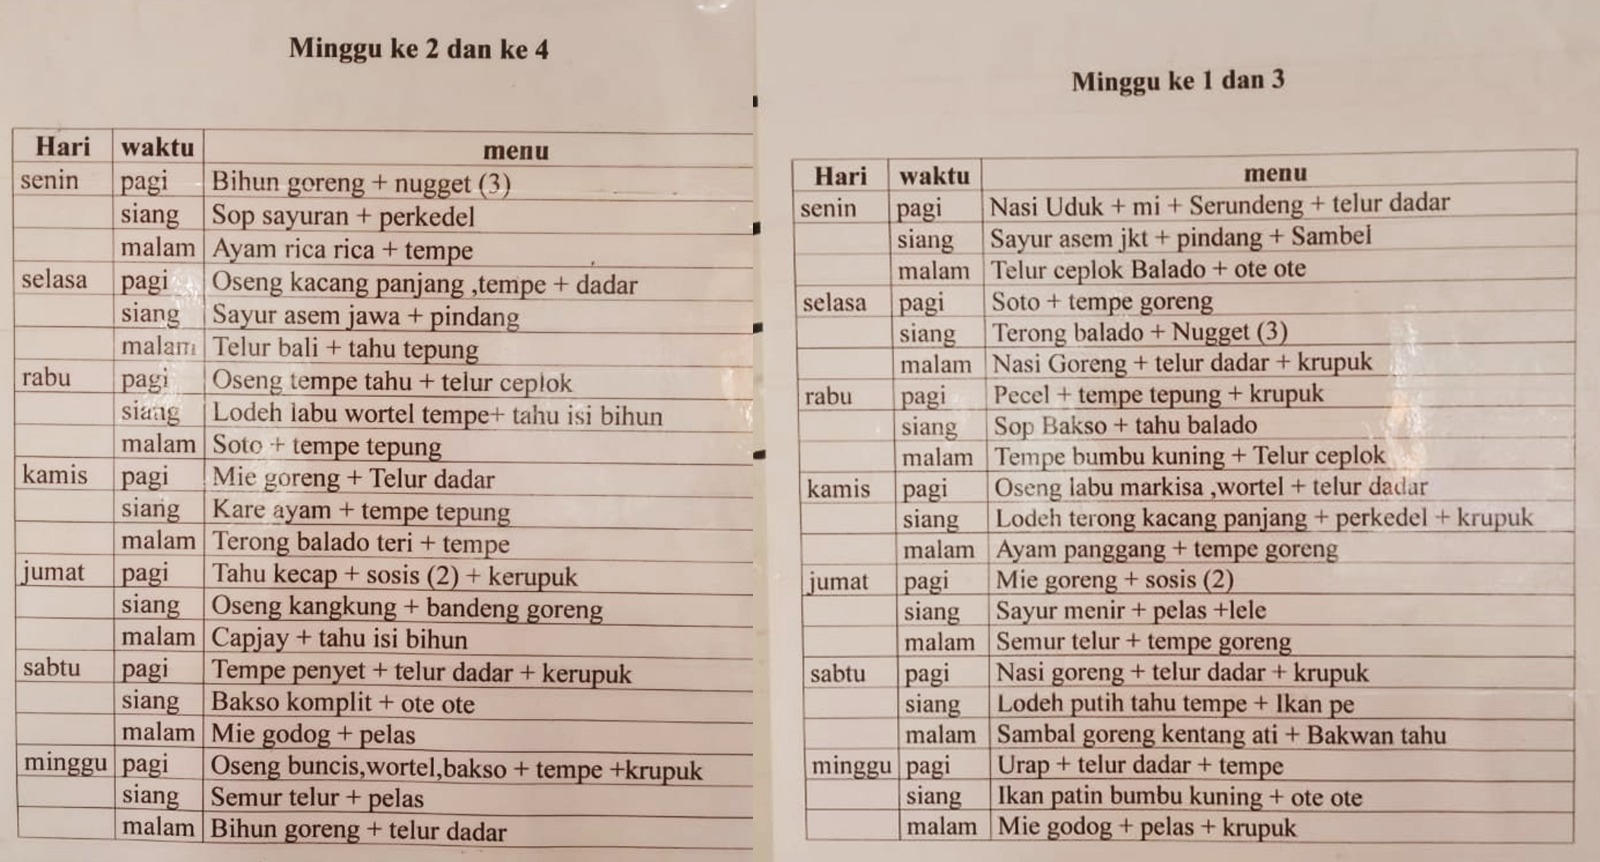 Minggu ke 2 dan ke 4
Hari waktu menu
senin pagi Bihun goreng + nugget (3)
siang Sop sayuran + perkedel
malam Ayam rica rica + tempe
selasa pagi Oseng kacang panjang ,tempe + dadar
siang Sayur asem jawa + pindang
malam Telur bali + tahu tepung
rabu pagi Oseng tempe tahu + telur ceplok
siang Lodeh labu wortel tempe+ tahu isi bihun
malam Soto + tempe tepung
kamis pagi Mie goreng + Telur dadar
siang Kare ayam + tempe tepung
malam Terong balado teri + tempe
jumat pagi Tahu kecap + sosis (2) + kerupuk
siang Oseng kangkung + bandeng goreng
malam Capjay + tahu isi bihun
sabtu pagi Tempe penyet + telur dadar + kerupuk
siang Bakso komplit + ote ote
malam Mie godog + pelas
minggu pagi Oseng buncis,wortel,bakso + tempe +krupuk
siang Semur telur + pelas
malam Bihun goreng + telur dadar
Minggu ke 1 dan 3
Hari waktu menu
senin pagi Nasi Uduk + mi + Serundeng + telur dadar
siang Sayur asem jkt + pindang + Sambel
malam Telur ceplok Balado + ote ote
selasa pagi Soto + tempe goreng
siang Terong balado + Nugget (3)
malam Nasi Goreng + telur dadar + krupuk
rabu pagi Pecel + tempe tepung + krupuk
siang Sop Bakso + tahu balado
malam Tempe bumbu kuning + Telur ceplok
kamis pagi Oseng labu markisa ,wortel + telur dadar
siang Lodeh terong kacang panjang + perkedel + krupuk
malam Ayam panggang + tempe goreng
jumat pagi Mie goreng + sosis (2)
siang Sayur menir + pelas +lele
malam Semur telur + tempe goreng
sabtu pagi Nasi goreng + telur dadar + krupuk
siang Lodeh putih tahu tempe + Ikan pe
malam Sambal goreng kentang ati + Bakwan tahu
minggu pagi Urap + telur dadar + tempe
siang Ikan patin bumbu kuning + ote ote
malam Mie godog + pelas + krupuk